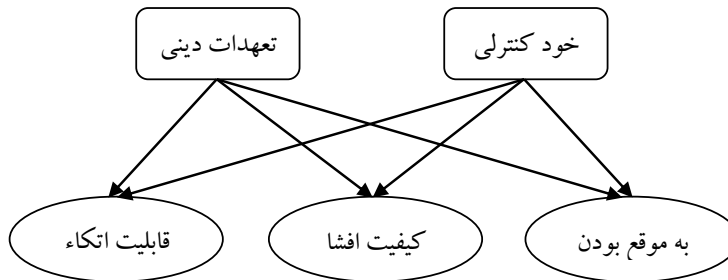 خود کنترلی
تعهدات دینی
به موقع بودن
کیفیت افشا
قابلیت اتکاء